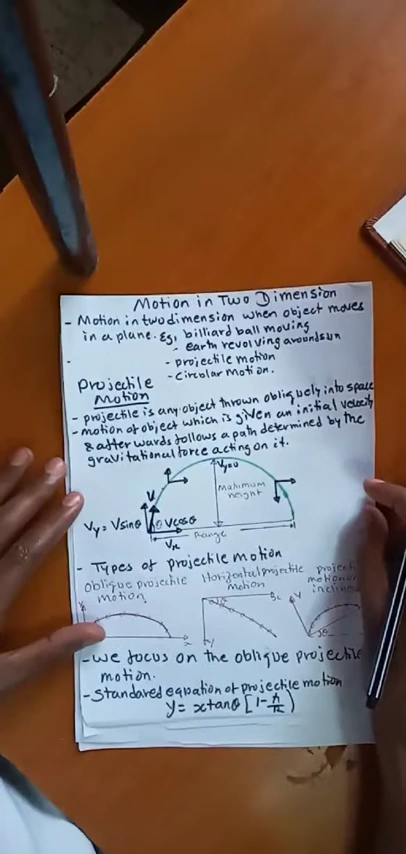 Motion in Two Dimension
- Motion in two dimension when object moves
in a plane. Eg, billiard ball moving
- earth revolving around sun
- projectile motion
- circular motion.
Projectile
Motion
- projectile is any object thrown obliquely into space
- motion of object which is given an initial velocity
& after wards follows a path determined by the
gravitational force acting on it.
Vy=0
Maximum
height
V
Vy = Vsinθ
θ Vcosθ
Vx
Range
- Types of projectile motion
oblique projectile
motion
Horizontal projectile
motion
motion
incline
- we focus on the oblique projectile
motion.
- Standared equation of projectile motion
y = x tanθ [1 -